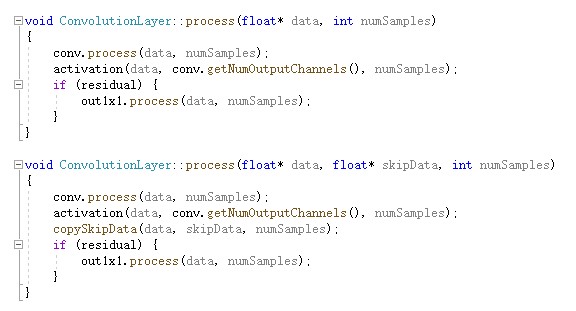 void ConvolutionLayer::process(float* data, int numSamples)
{
conv.process(data, numSamples);
activation(data, conv.getNumOutputChannels(), numSamples);
if (residual) {
out1x1.process(data, numSamples);
}
}
void ConvolutionLayer::process(float* data, float* skipData, int numSamples)
{
conv.process(data, numSamples);
activation(data, conv.getNumOutputChannels(), numSamples);
copySkipData(data, skipData, numSamples);
if (residual) {
out1x1.process(data, numSamples);
}
}